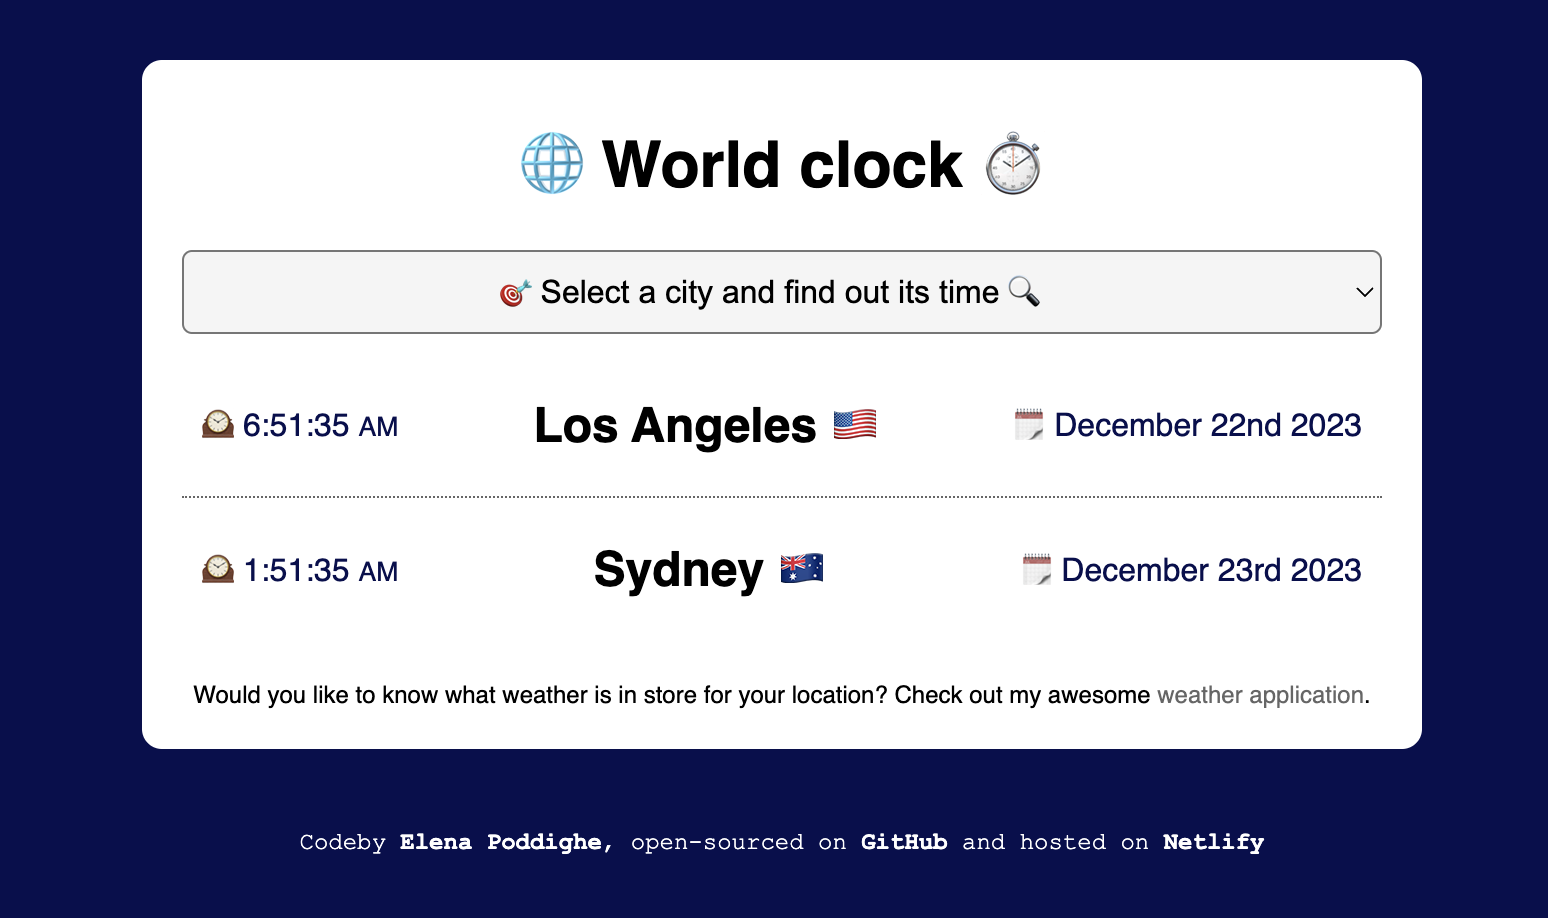 🌐 World clock ⏱️
🎯 Select a city and find out its time 🔍
🕰️ 6:51:35 AM Los Angeles 🇺🇸 🗓️ December 22nd 2023
🕰️ 1:51:35 AM Sydney 🇦🇺 🗓️ December 23rd 2023
Would you like to know what weather is in store for your location? Check out my awesome weather application.
Codeby Elena Poddighe, open-sourced on GitHub and hosted on Netlify